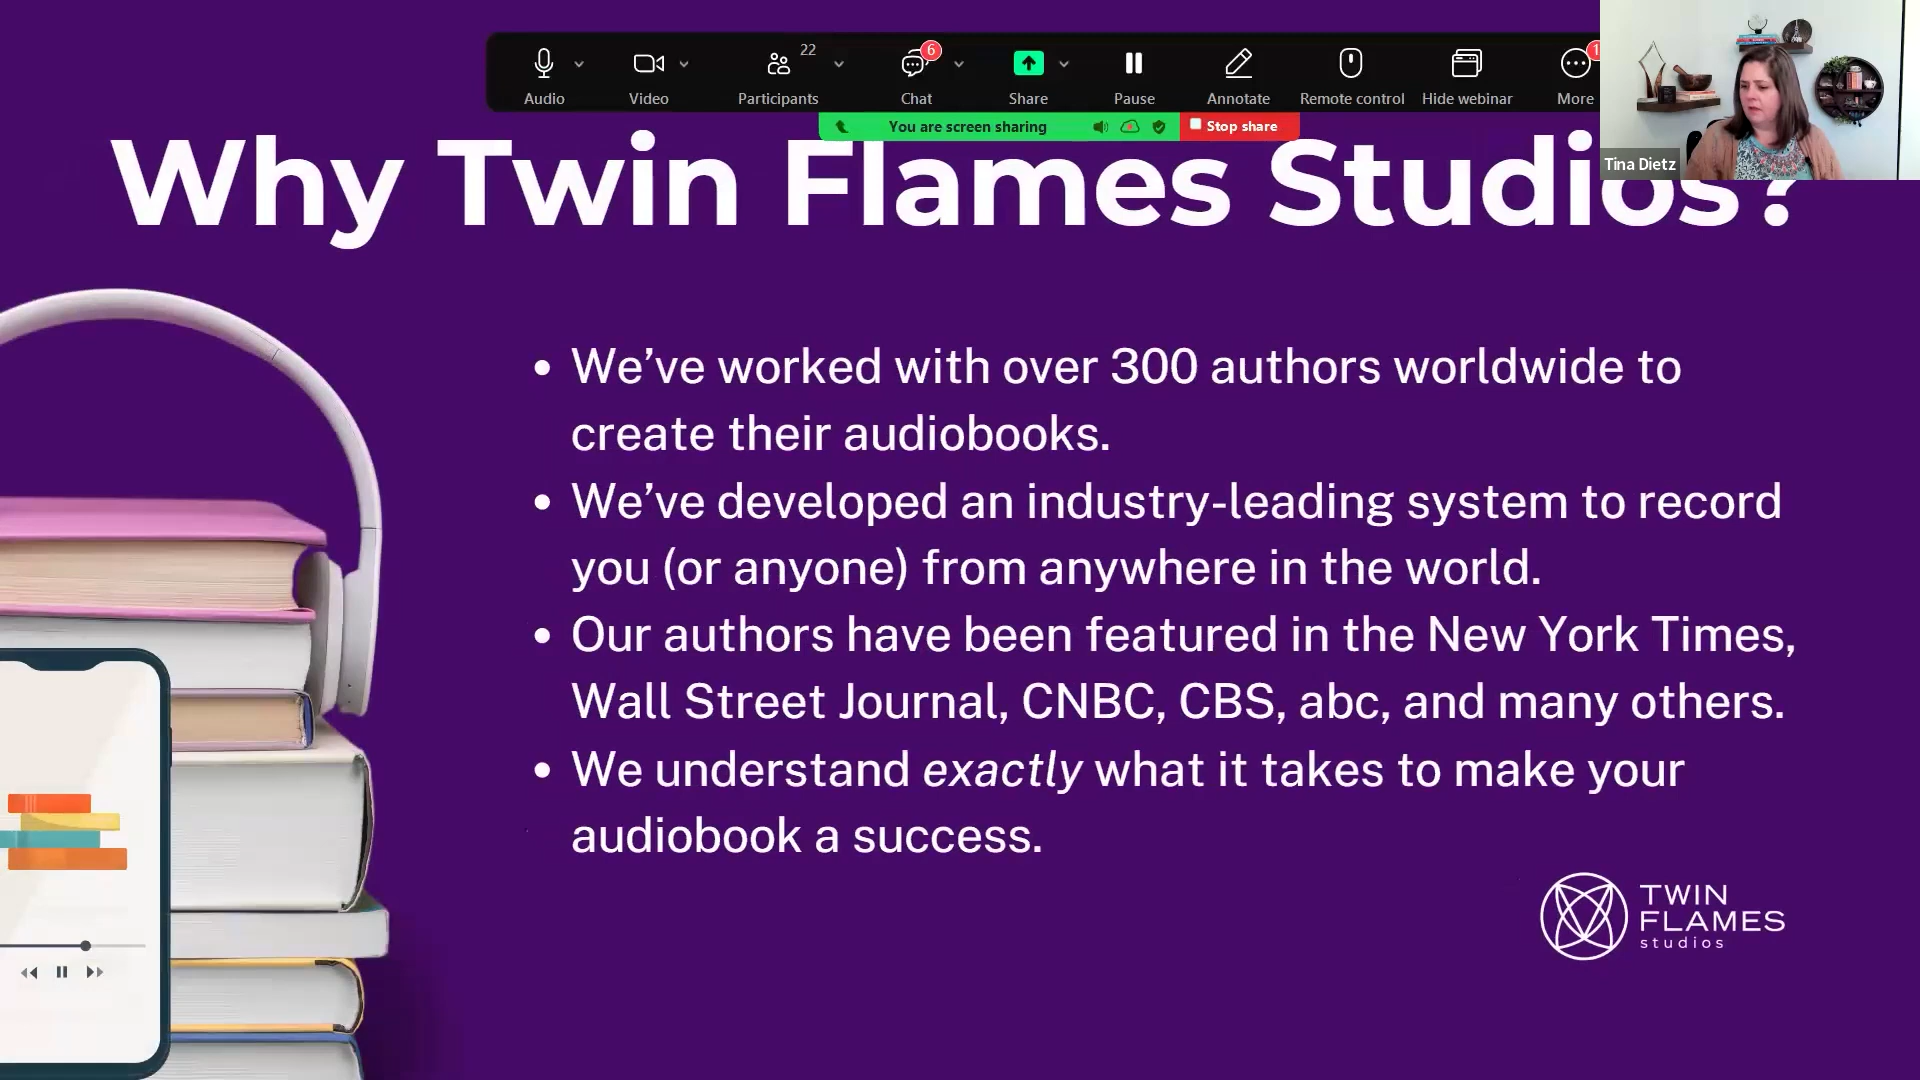 22
6
1
Audio
Video
Participants
Chat
Share
Pause
Annotate
Remote control
Hide webinar
More
You are screen sharing
Stop share
Tina Dietz
Why Twin Flames Studios?
• We’ve worked with over 300 authors worldwide to
create their audiobooks.
• We’ve developed an industry-leading system to record
you (or anyone) from anywhere in the world.
• Our authors have been featured in the New York Times,
Wall Street Journal, CNBC, CBS, abc, and many others.
• We understand exactly what it takes to make your
audiobook a success.
TWIN
FLAMES
studios